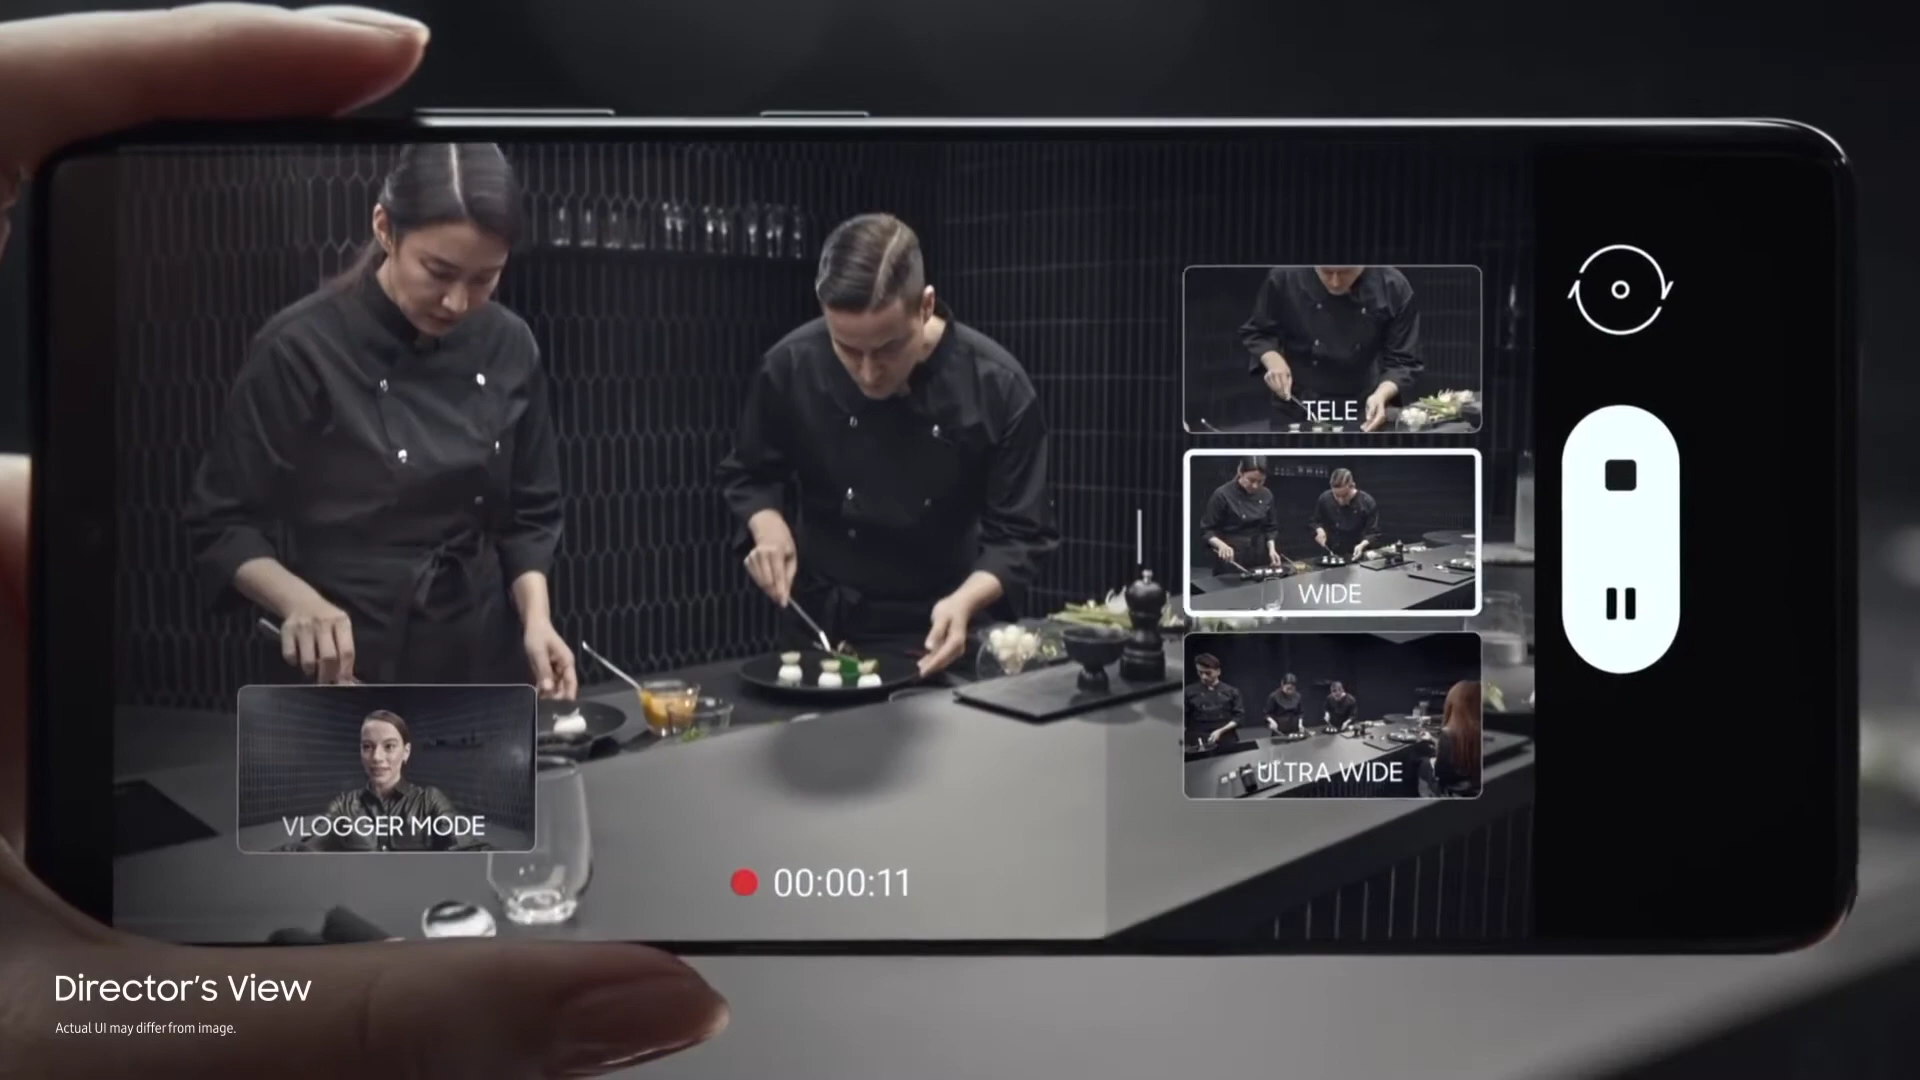 TELE
WIDE
ULTRA WIDE
VLOGGER MODE
00:00:11
Director's View
Actual UI may differ from image.